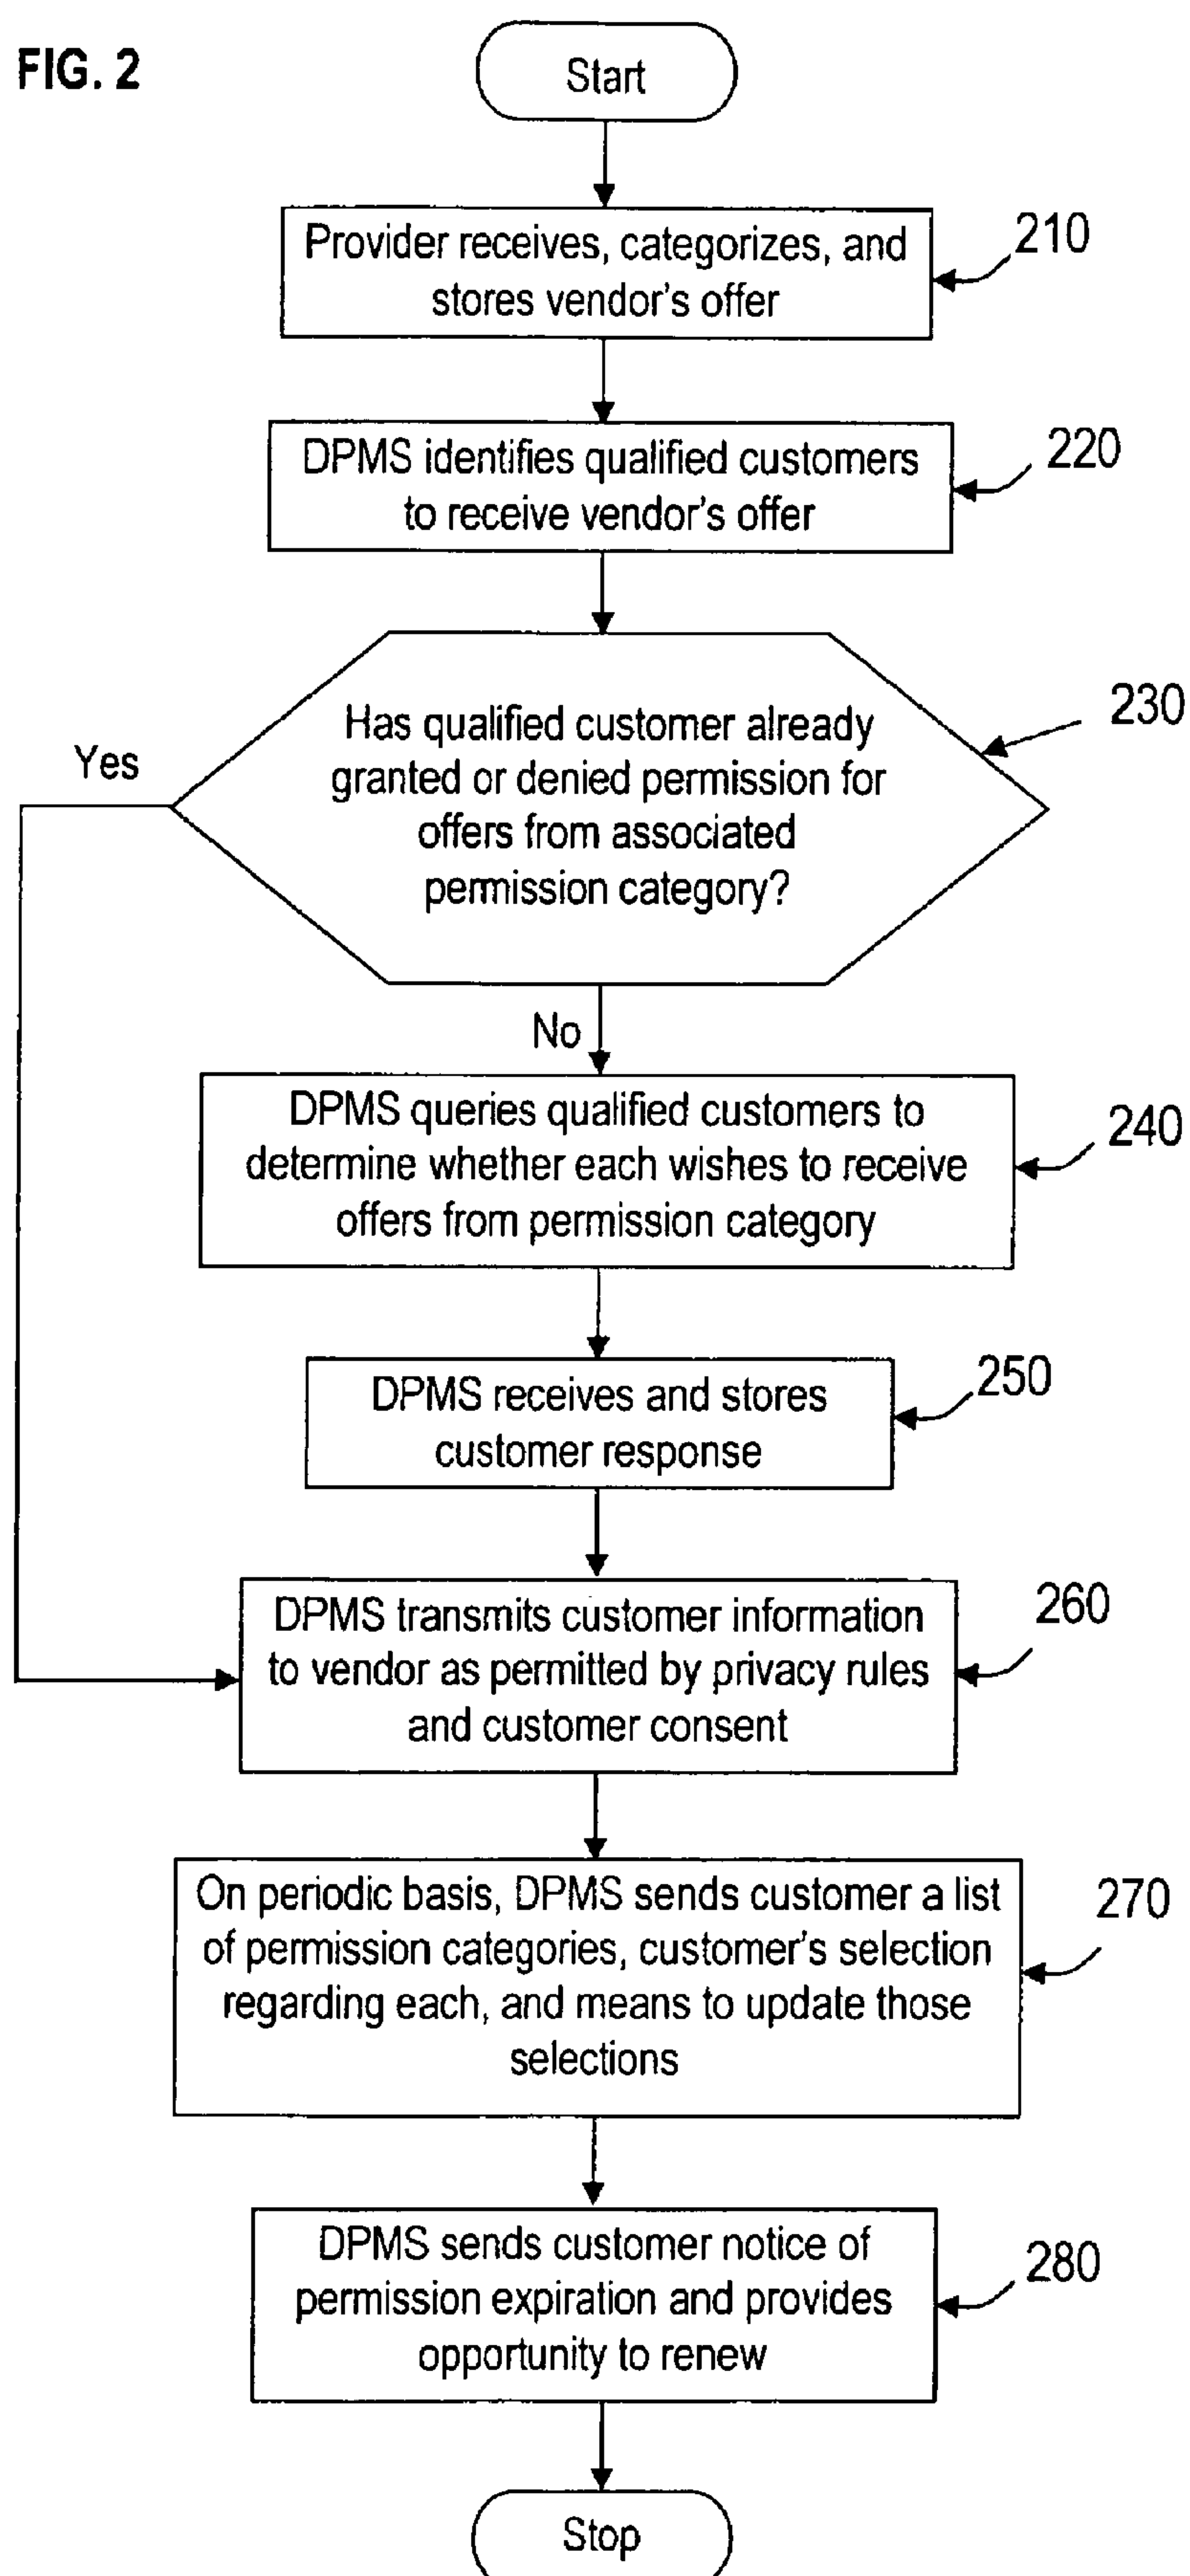 FIG. 2
Start
Provider receives, categorizes, and
stores vendor's offer
210
DPMS identifies qualified customers
to receive vendor's offer
220
Has qualified customer already
granted or denied permission for
offers from associated
permission category?
230
Yes
No
DPMS queries qualified customers to
determine whether each wishes to receive
offers from permission category
240
DPMS receives and stores
customer response
250
DPMS transmits customer information
to vendor as permitted by privacy rules
and customer consent
260
On periodic basis, DPMS sends customer a list
of permission categories, customer's selection
regarding each, and means to update those
selections
270
DPMS sends customer notice of
permission expiration and provides
opportunity to renew
280
Stop